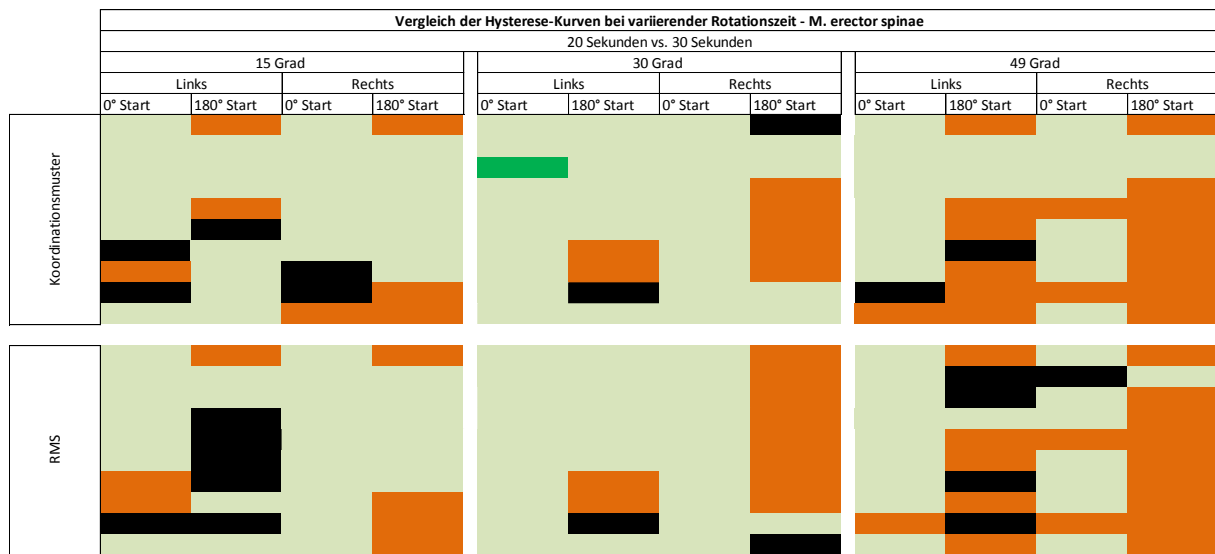 Vergleich der Hysterese-Kurven bei variierender Rotationszeit - M. erector spinae
20 Sekunden vs. 30 Sekunden
15 Grad 30 Grad 49 Grad
Links Rechts Links Rechts Links Rechts
0° Start 180° Start 0° Start 180° Start 0° Start 180° Start 0° Start 180° Start 0° Start 180° Start 0° Start 180° Start
Koordinationsmuster
RMS